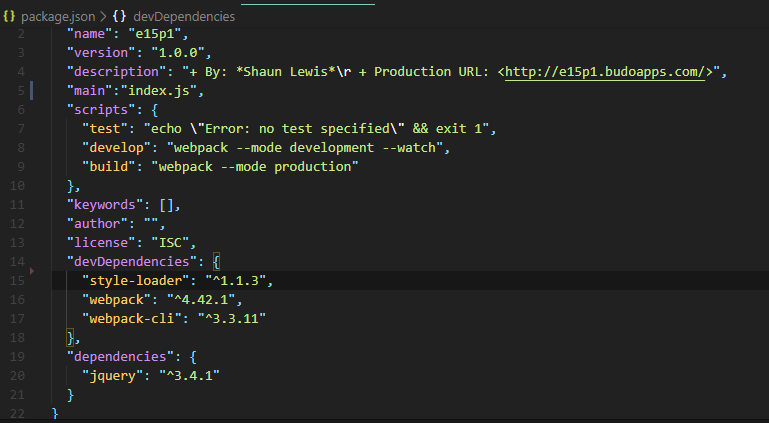 {} package.json > {} devDependencies
2 "name": "e15p1",
3 "version": "1.0.0",
4 "description": "+ By: *Shaun Lewis*\r + Production URL: <http://e15p1.budoapps.com/>",
5 "main":"index.js",
6 "scripts": {
7 "test": "echo \"Error: no test specified\" && exit 1",
8 "develop": "webpack --mode development --watch",
9 "build": "webpack --mode production"
10 },
11 "keywords": [],
12 "author": "",
13 "license": "ISC",
14 "devDependencies": {
15 "style-loader": "^1.1.3",
16 "webpack": "^4.42.1",
17 "webpack-cli": "^3.3.11"
18 },
19 "dependencies": {
20 "jquery": "^3.4.1"
21 }
22 }